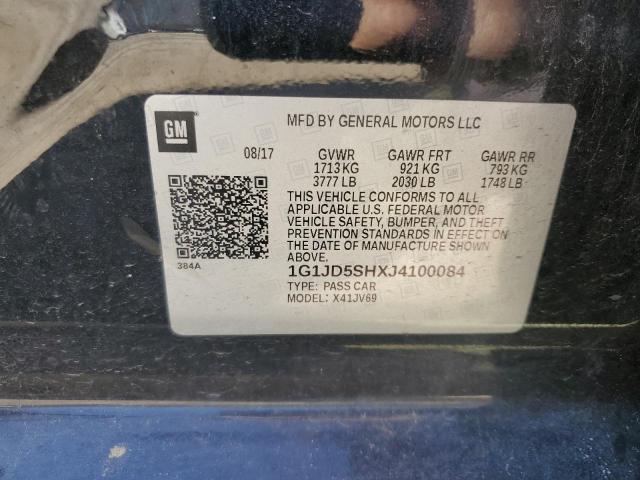 GM
MFD BY GENERAL MOTORS LLC
08/17 GVWR GAWR FRT GAWR RR
1713 KG 921 KG 793 KG
3777 LB 2030 LB 1748 LB
THIS VEHICLE CONFORMS TO ALL
APPLICABLE U.S. FEDERAL MOTOR
VEHICLE SAFETY, BUMPER, AND THEFT
PREVENTION STANDARDS IN EFFECT ON
THE DATE OF MANUFACTURE SHOWN
ABOVE.
384A
1G1JD5SHXJ4100084
TYPE: PASS CAR
MODEL: X41JV69